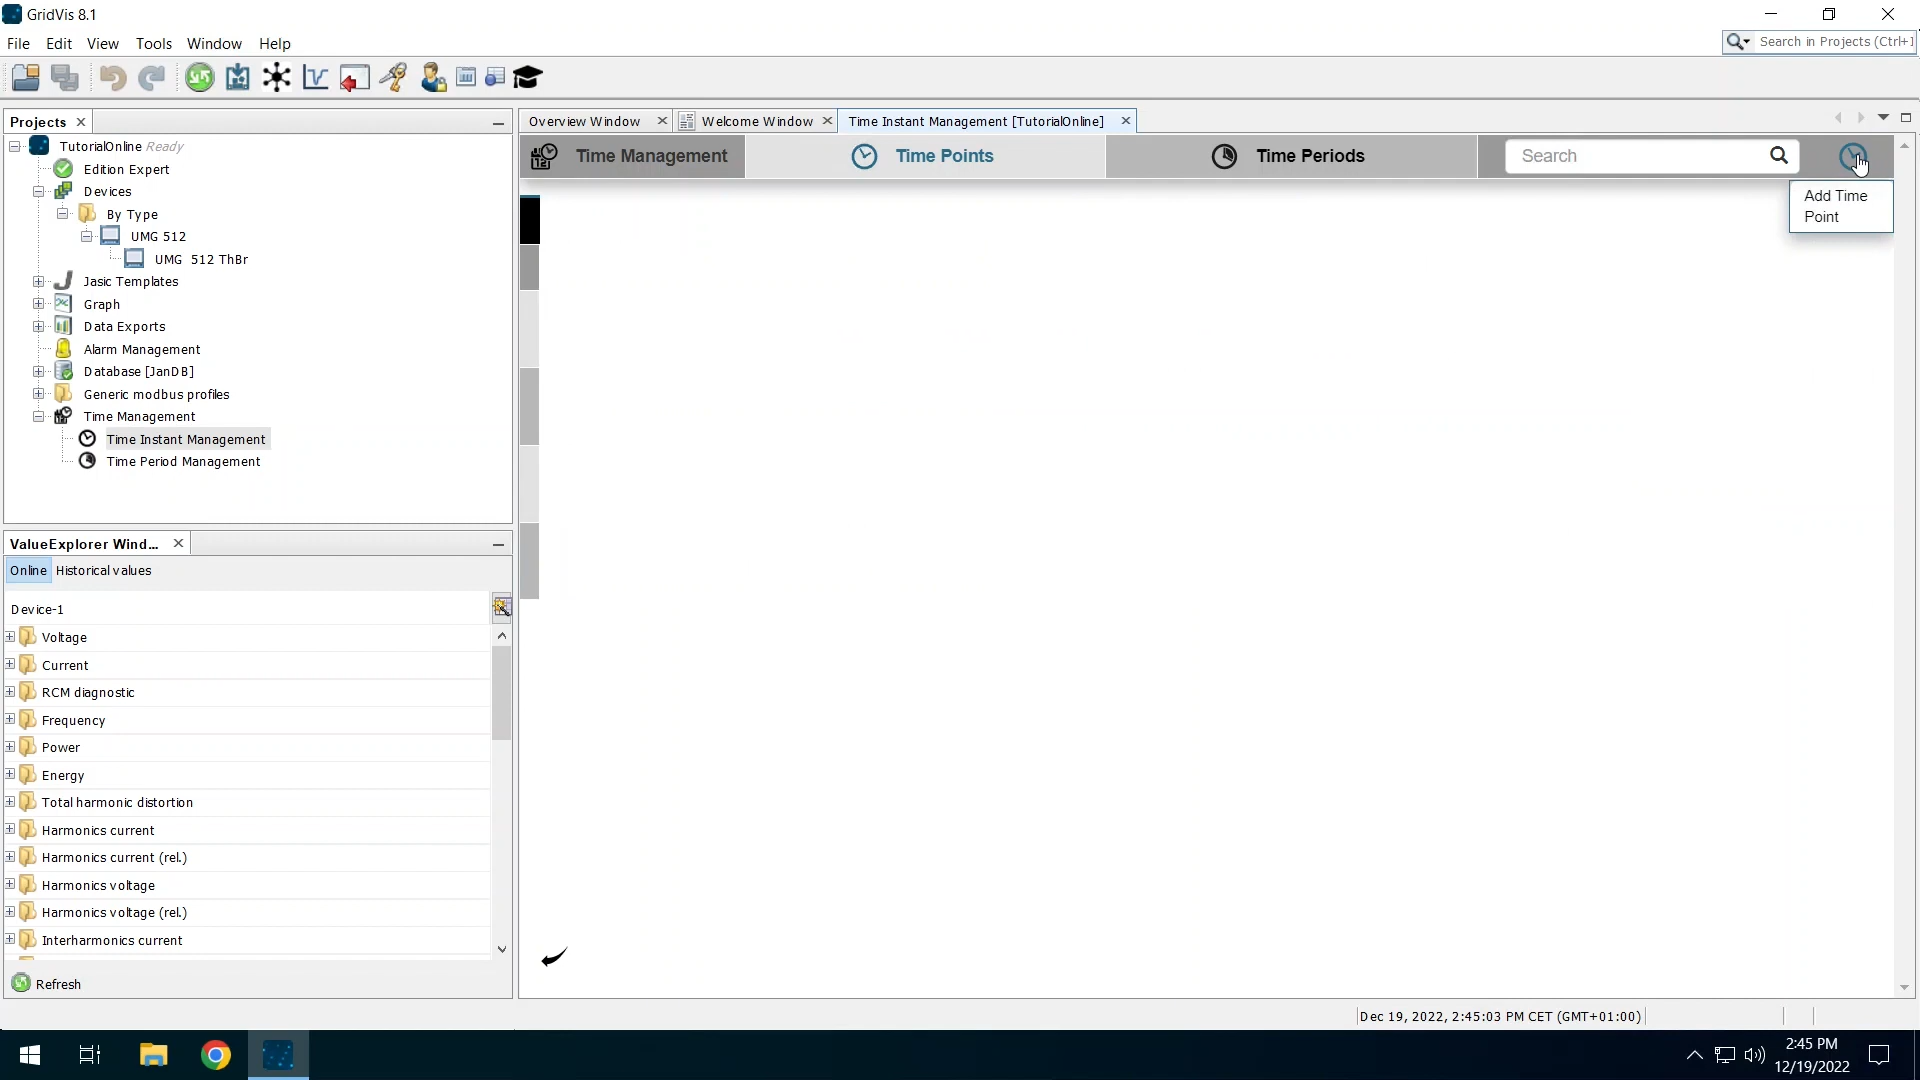 GridVis 8.1
File Edit View Tools Window Help
Search in Projects (Ctrl+I
Projects
TutorialOnline Ready
Edition Expert
Devices
By Type
UMG 512
UMG 512 ThBr
Jasic Templates
Graph
Data Exports
Alarm Management
Database [JanDB]
Generic modbus profiles
Time Management
Time Instant Management
Time Period Management
ValueExplorer Wind...
Online Historical values
Device-1
Voltage
Current
RCM diagnostic
Frequency
Power
Energy
Total harmonic distortion
Harmonics current
Harmonics current (rel.)
Harmonics voltage
Harmonics voltage (rel.)
Interharmonics current
Refresh
Overview Window Welcome Window Time Instant Management [TutorialOnline]
Time Management Time Points Time Periods Search
Add Time
Point
Dec 19, 2022, 2:45:03 PM CET (GMT+01:00)
2:45 PM
12/19/2022